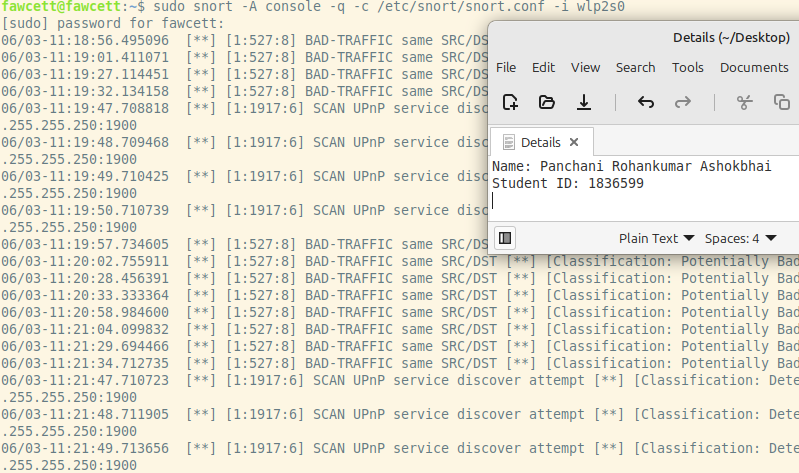 fawcett@fawcett:~$ sudo snort -A console -q -c /etc/snort/snort.conf -i wlp2s0
[sudo] password for fawcett:
06/03-11:18:56.495096 [**] [1:527:8] BAD-TRAFFIC same SRC/DS
06/03-11:19:01.411071 [**] [1:527:8] BAD-TRAFFIC same SRC/DS
06/03-11:19:27.114451 [**] [1:527:8] BAD-TRAFFIC same SRC/DS
06/03-11:19:32.134158 [**] [1:527:8] BAD-TRAFFIC same SRC/DS
06/03-11:19:47.708818 [**] [1:1917:6] SCAN UPnP service disc
.255.255.250:1900
06/03-11:19:48.709468 [**] [1:1917:6] SCAN UPnP service disc
.255.255.250:1900
06/03-11:19:49.710425 [**] [1:1917:6] SCAN UPnP service disc
.255.255.250:1900
06/03-11:19:50.710739 [**] [1:1917:6] SCAN UPnP service disc
.255.255.250:1900
06/03-11:19:57.734605 [**] [1:527:8] BAD-TRAFFIC same SRC/DS
06/03-11:20:02.755911 [**] [1:527:8] BAD-TRAFFIC same SRC/DST [**] [Classification: Potentially Bad
06/03-11:20:28.456391 [**] [1:527:8] BAD-TRAFFIC same SRC/DST [**] [Classification: Potentially Bad
06/03-11:20:33.333364 [**] [1:527:8] BAD-TRAFFIC same SRC/DST [**] [Classification: Potentially Bad
06/03-11:20:58.984600 [**] [1:527:8] BAD-TRAFFIC same SRC/DST [**] [Classification: Potentially Bad
06/03-11:21:04.099832 [**] [1:527:8] BAD-TRAFFIC same SRC/DST [**] [Classification: Potentially Bad
06/03-11:21:29.694466 [**] [1:527:8] BAD-TRAFFIC same SRC/DST [**] [Classification: Potentially Bad
06/03-11:21:34.712735 [**] [1:527:8] BAD-TRAFFIC same SRC/DST [**] [Classification: Potentially Bad
06/03-11:21:47.710723 [**] [1:1917:6] SCAN UPnP service discover attempt [**] [Classification: Dete
.255.255.250:1900
06/03-11:21:48.711905 [**] [1:1917:6] SCAN UPnP service discover attempt [**] [Classification: Dete
.255.255.250:1900
06/03-11:21:49.713656 [**] [1:1917:6] SCAN UPnP service discover attempt [**] [Classification: Dete
.255.255.250:1900
Details (~/Desktop)
File Edit View Search Tools Documents
Details
Name: Panchani Rohankumar Ashokbhai
Student ID: 1836599
Plain Text Spaces: 4